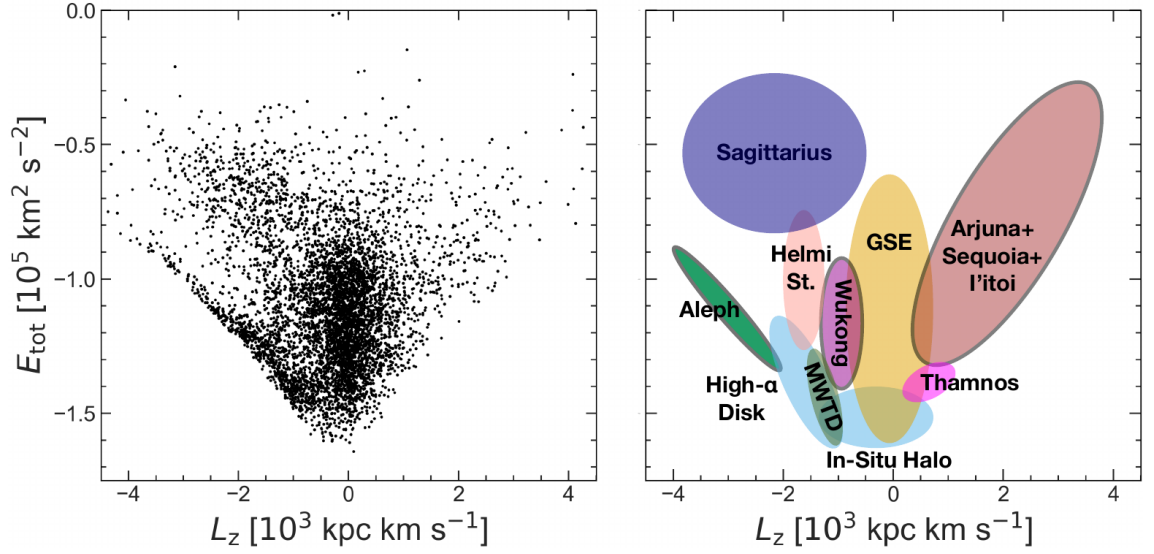 0.0
−0.5
−1.0
−1.5
E_tot [10^5 km^2 s^−2]
−4 −2 0 2 4
L_z [10^3 kpc km s^−1]
Sagittarius
Helmi
St.
GSE
Arjuna+
Sequoia+
I'itoi
Aleph
Wukong
High-α
Disk
MWTD
Thamnos
In-Situ Halo
−4 −2 0 2 4
L_z [10^3 kpc km s^−1]